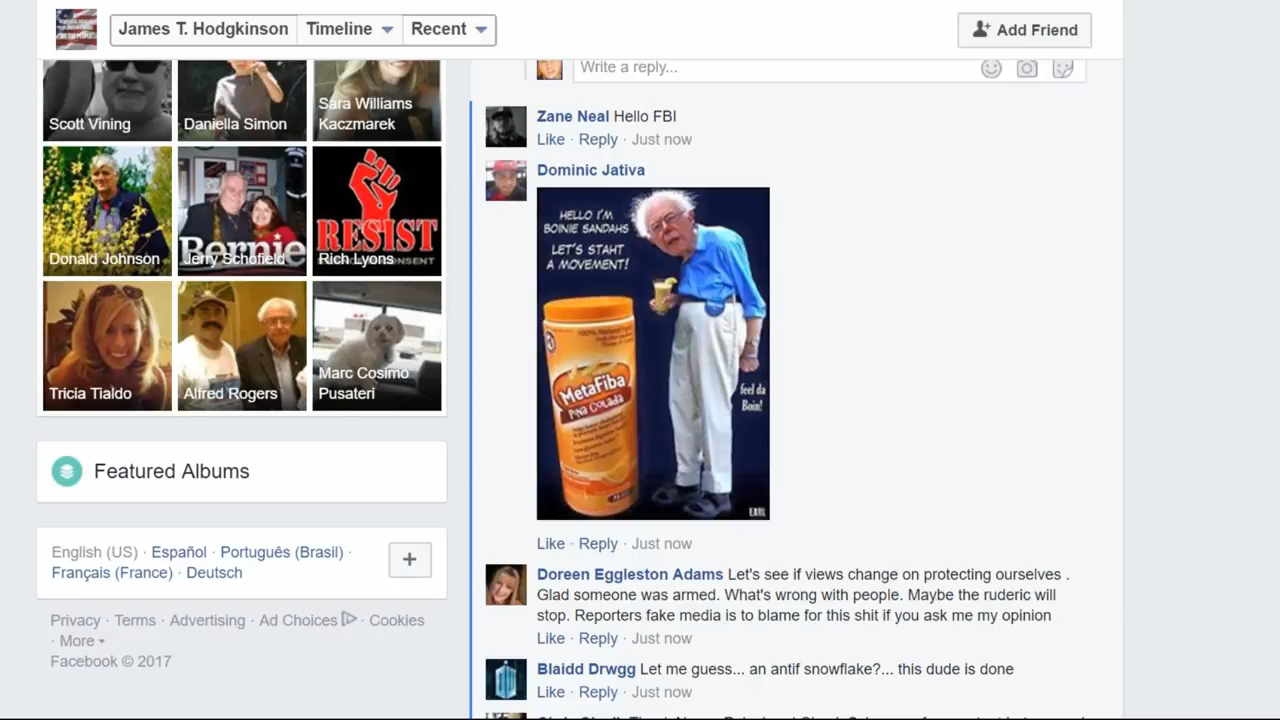 James T. Hodgkinson
Timeline
Recent
Add Friend
Write a reply...
Scott Vining
Daniella Simon
Sara Williams
Kaczmarek
Donald Johnson
Bernie
Jerry Schofield
RESIST
Rich Lyons
Tricia Tialdo
Alfred Rogers
Marc Cosimo
Pusateri
Featured Albums
English (US) · Español · Português (Brasil) ·
Français (France) · Deutsch
Privacy · Terms · Advertising · Ad Choices · Cookies
· More
Facebook © 2017
Zane Neal Hello FBI
Like · Reply · Just now
Dominic Jativa
HELLO I'M
BOINIE SANDAHS
LET'S STAHT
A MOVEMENT!
MetaFiba
PIÑA COLADA
feel da
Boin!
EARL
Like · Reply · Just now
Doreen Eggleston Adams Let's see if views change on protecting ourselves .
Glad someone was armed. What's wrong with people. Maybe the ruderic will
stop. Reporters fake media is to blame for this shit if you ask me my opinion
Like · Reply · Just now
Blaidd Drwgg Let me guess... an antif snowflake?... this dude is done
Like · Reply · Just now